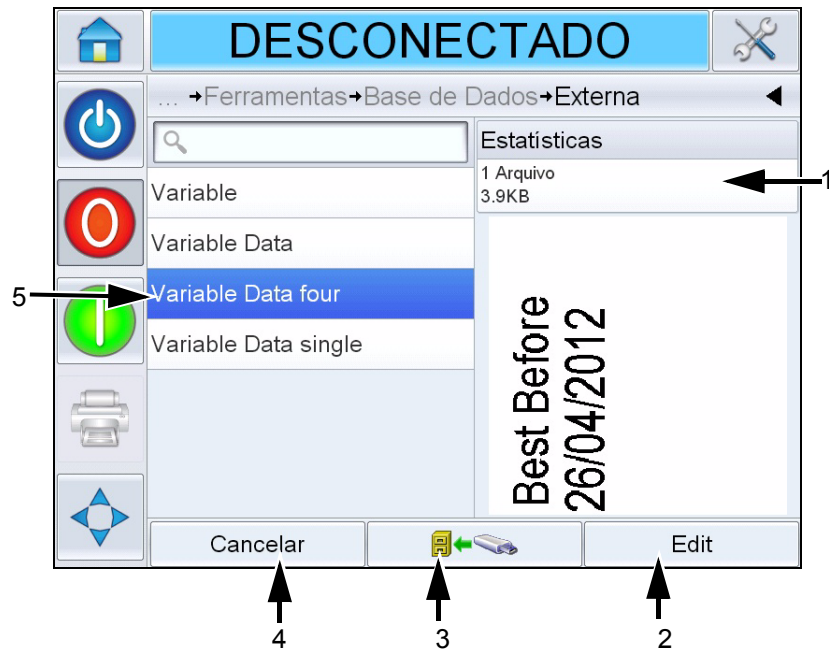 DESCONECTADO
... →Ferramentas→Base de Dados→Externa
Estatísticas
1 Arquivo
3.9KB
1
Variable
Variable Data
5
Variable Data four
Variable Data single
Best Before
26/04/2012
Cancelar
Edit
4
3
2